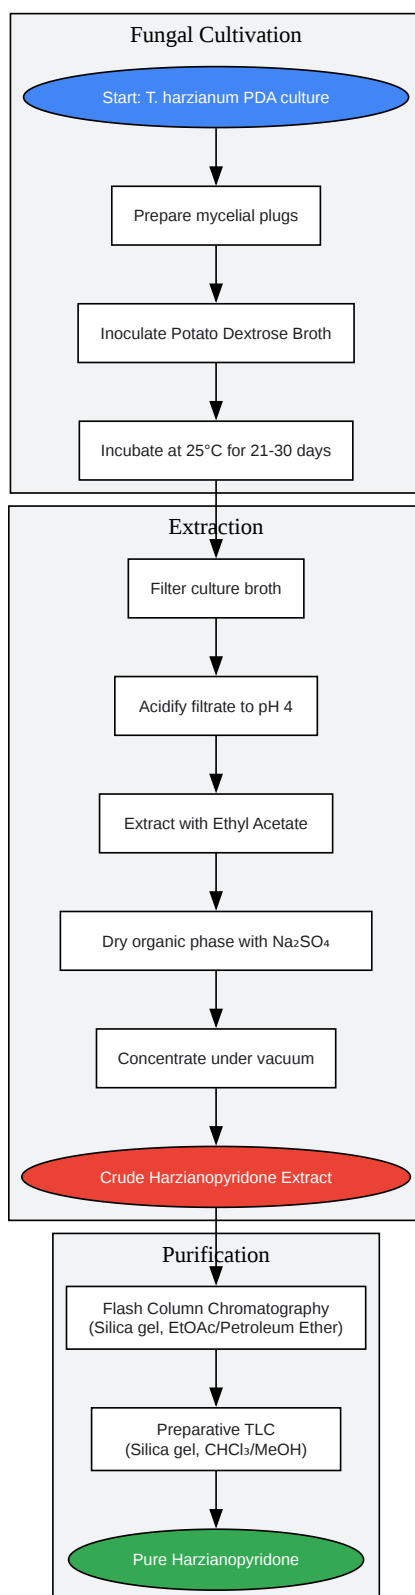 Fungal Cultivation
Start: T. harzianum PDA culture
Prepare mycelial plugs
Inoculate Potato Dextrose Broth
Incubate at 25°C for 21-30 days
Extraction
Filter culture broth
Acidify filtrate to pH 4
Extract with Ethyl Acetate
Dry organic phase with Na₂SO₄
Concentrate under vacuum
Crude Harzianopyridone Extract
Purification
Flash Column Chromatography
(Silica gel, EtOAc/Petroleum Ether)
Preparative TLC
(Silica gel, CHCl₃/MeOH)
Pure Harzianopyridone